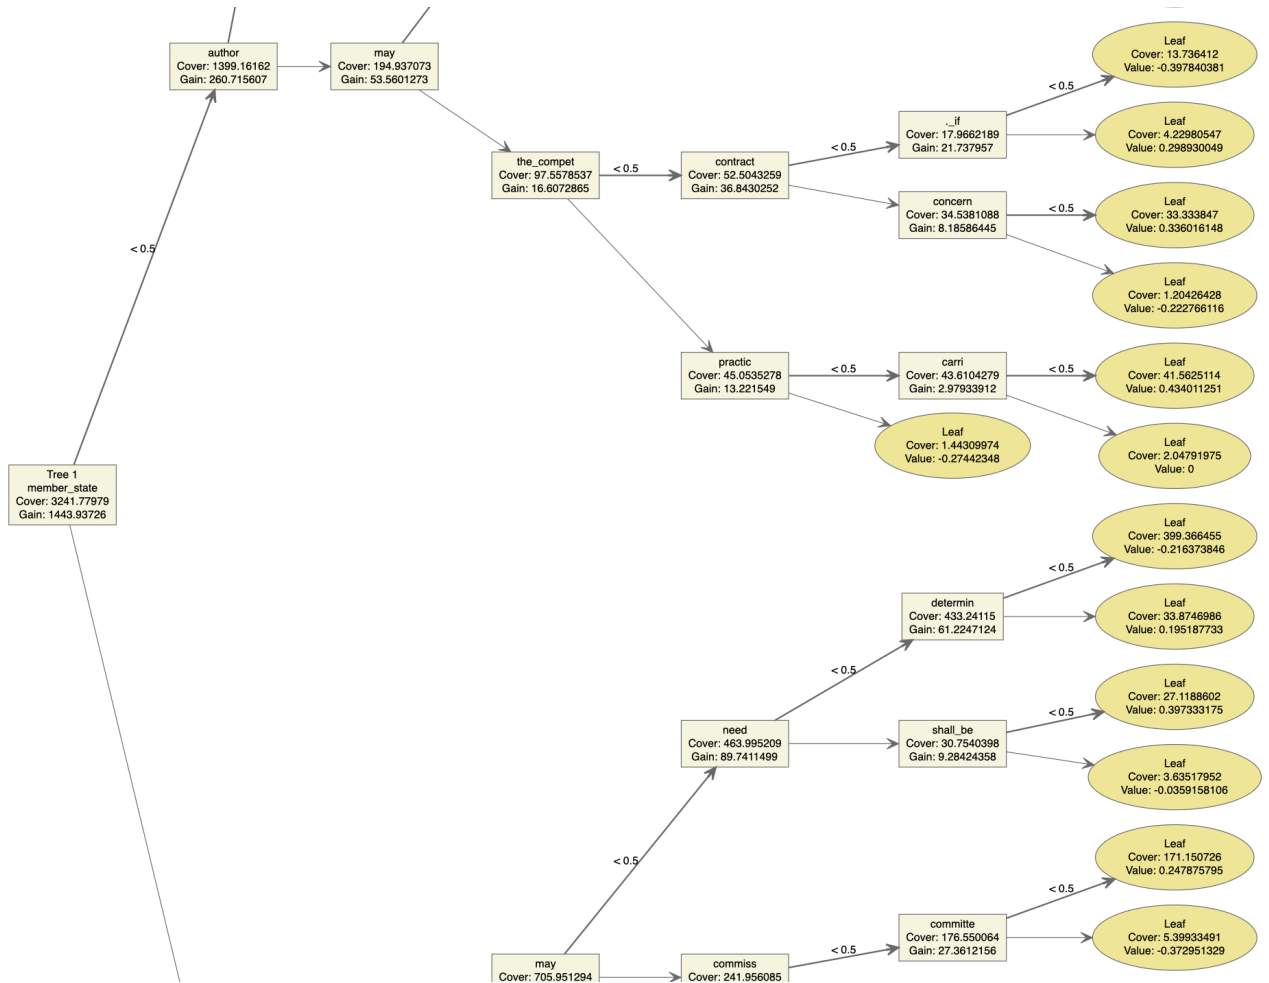 author
Cover: 1399.16162
Gain: 260.715607
may
Cover: 194.937073
Gain: 53.5601273
Leaf
Cover: 13.736412
Value: -0.397840381
< 0.5
._if
Cover: 17.9662189
Gain: 21.737957
Leaf
Cover: 4.22980547
Value: 0.298930049
< 0.5
the_compet
Cover: 97.5578537
Gain: 16.6072865
< 0.5
contract
Cover: 52.5043259
Gain: 36.8430252
concern
Cover: 34.5381088
Gain: 8.18586445
< 0.5
Leaf
Cover: 33.333847
Value: 0.336016148
< 0.5
Leaf
Cover: 1.20426428
Value: -0.222766116
practic
Cover: 45.0535278
Gain: 13.221549
< 0.5
carri
Cover: 43.6104279
Gain: 2.97933912
< 0.5
Leaf
Cover: 41.5625114
Value: 0.434011251
Leaf
Cover: 1.44309974
Value: -0.27442348
Leaf
Cover: 2.04791975
Value: 0
Tree 1
member_state
Cover: 3241.77979
Gain: 1443.93726
Leaf
Cover: 399.366455
Value: -0.216373846
< 0.5
determin
Cover: 433.24115
Gain: 61.2247124
Leaf
Cover: 33.8746986
Value: 0.195187733
< 0.5
Leaf
Cover: 27.1188602
Value: 0.397333175
< 0.5
need
Cover: 463.995209
Gain: 89.7411499
shall_be
Cover: 30.7540398
Gain: 9.28424358
Leaf
Cover: 3.63517952
Value: -0.0359158106
< 0.5
Leaf
Cover: 171.150726
Value: 0.247875795
< 0.5
committe
Cover: 176.550064
Gain: 27.3612156
Leaf
Cover: 5.39933491
Value: -0.372951329
< 0.5
may
Cover: 705.951294
commiss
Cover: 241.956085